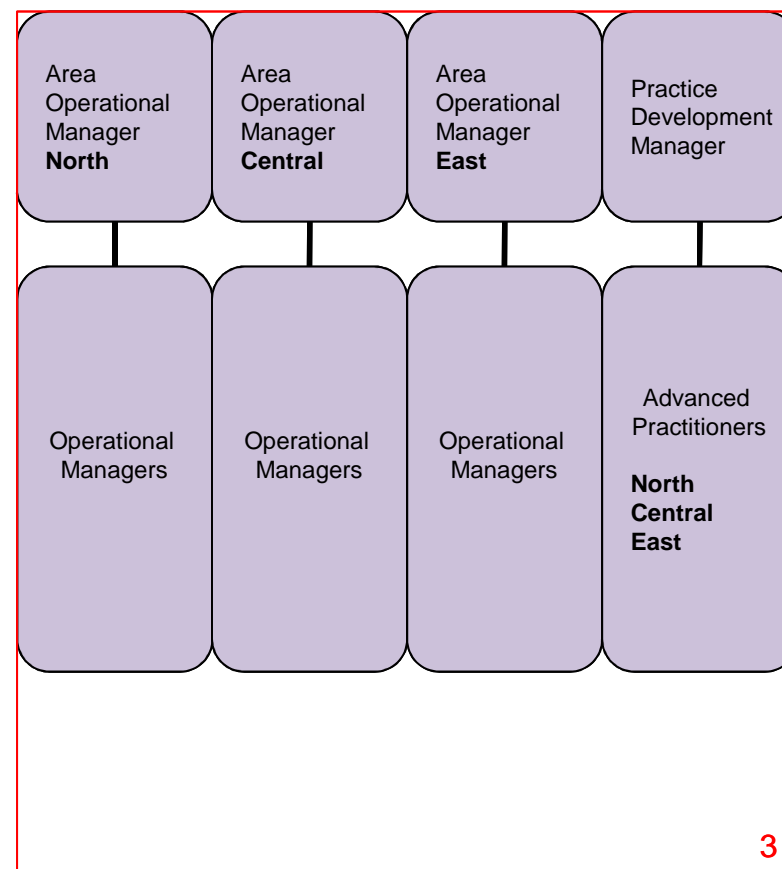 Area
Operational
Manager
North
Area
Operational
Manager
Central
Area
Operational
Manager
East
Practice
Development
Manager
Operational
Managers
Operational
Managers
Operational
Managers
Advanced
Practitioners
North
Central
East
3